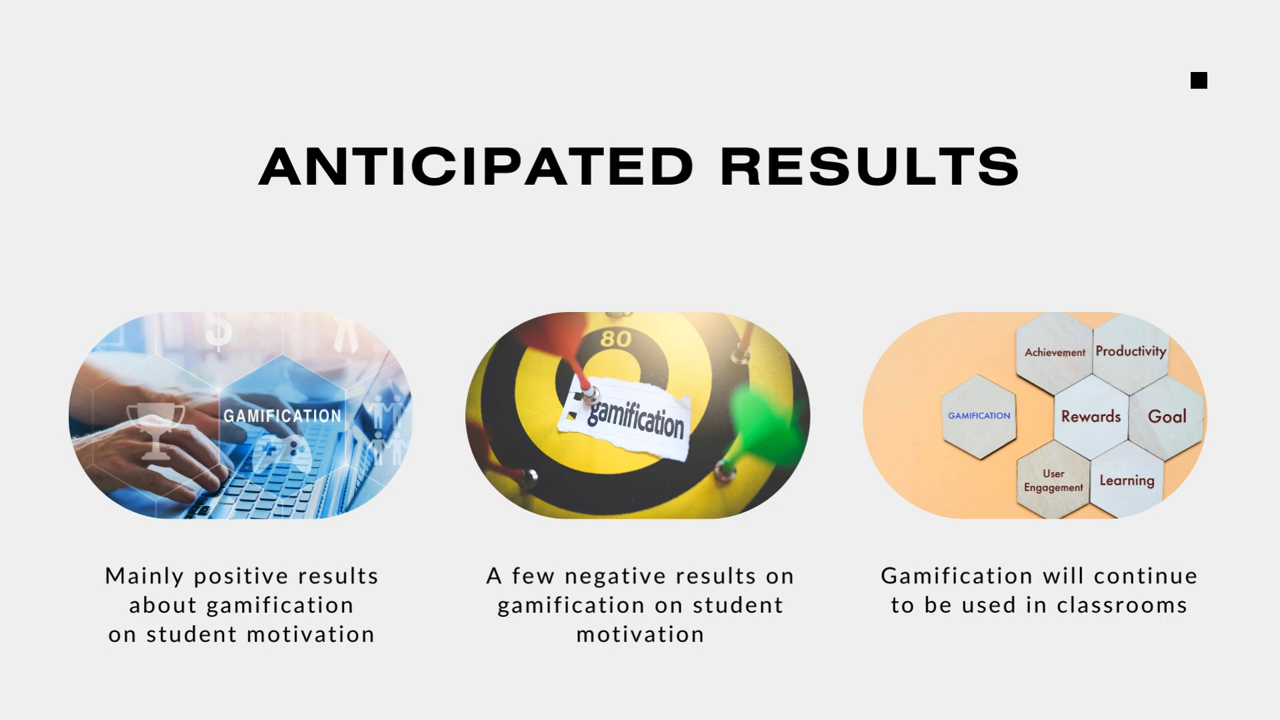 ANTICIPATED RESULTS
GAMIFICATION
80
gamification
Achievement
Productivity
GAMIFICATION
Rewards
Goal
User
Engagement
Learning
Mainly positive results
about gamification
on student motivation
A few negative results on
gamification on student
motivation
Gamification will continue
to be used in classrooms